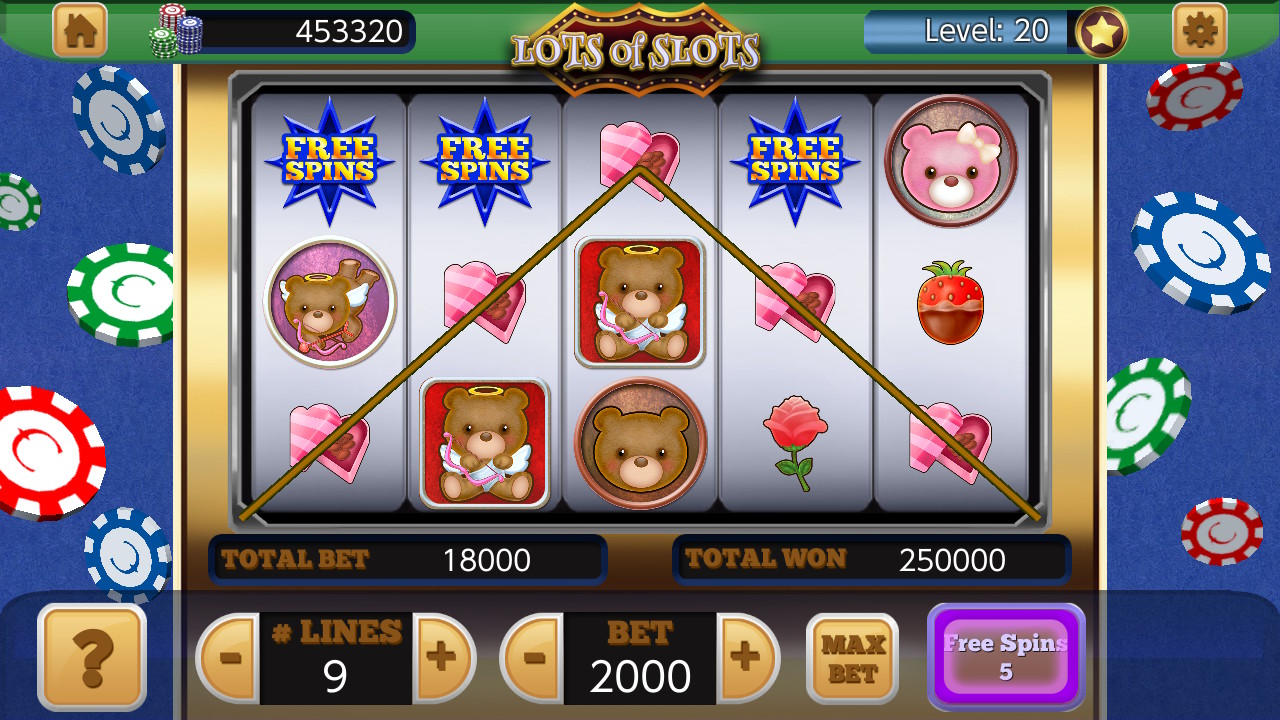 453320
LOTS of SLOTS
Level: 20
FREE
SPINS
FREE
SPINS
FREE
SPINS
TOTAL BET 18000
TOTAL WON 250000
?
# LINES
- 9 +
BET
- 2000 +
MAX
BET
Free Spins
5